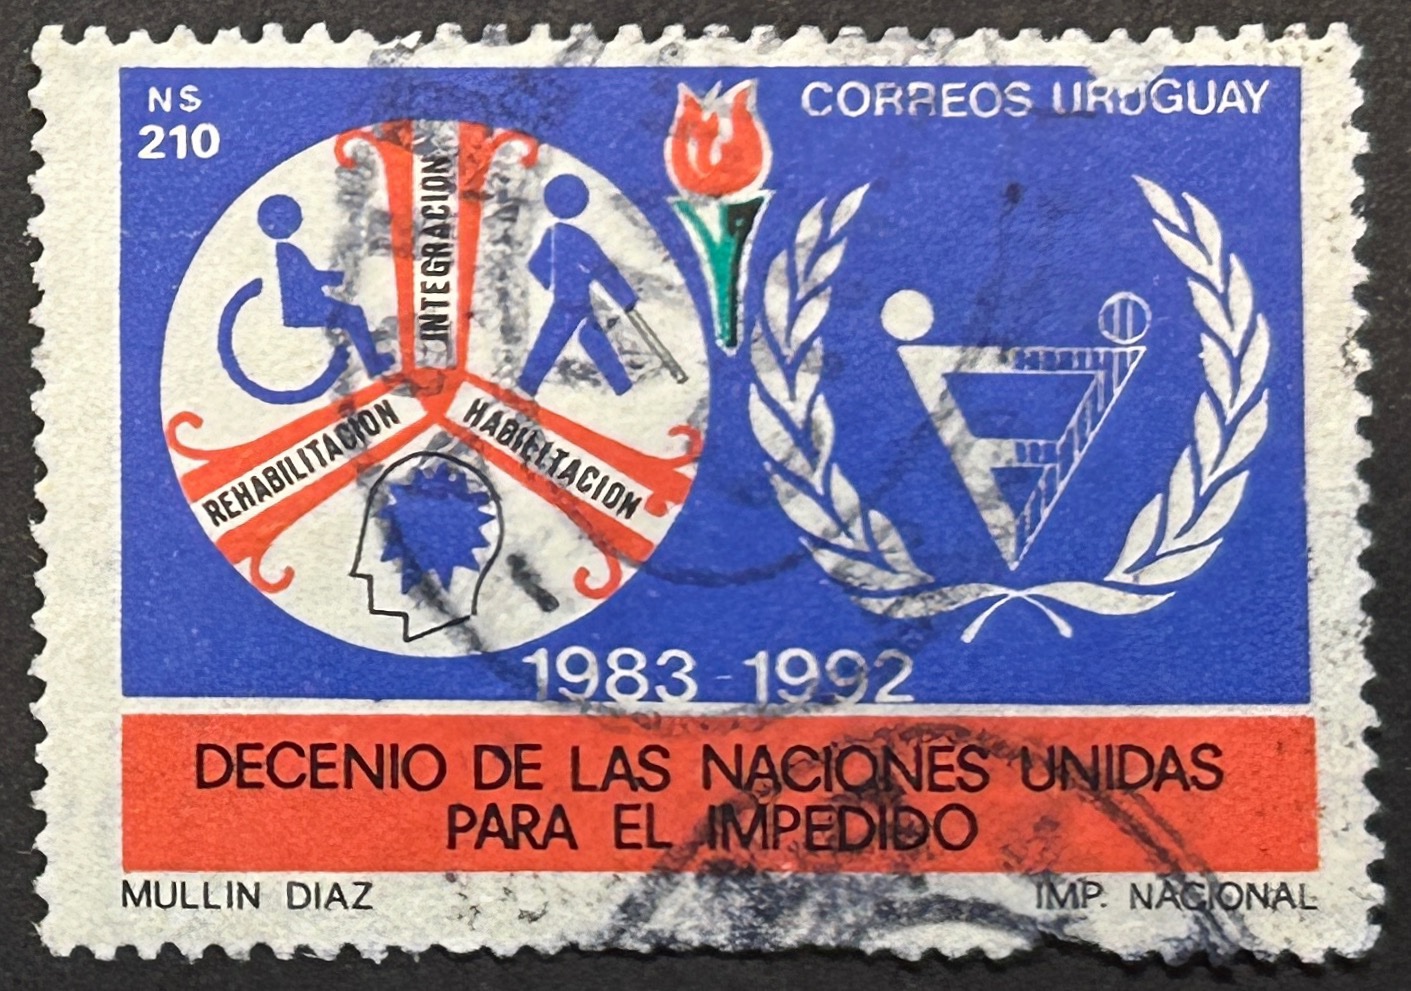 N$
210
CORREOS URUGUAY
INTEGRACION
REHABILITACION
HABILITACION
1983 - 1992
DECENIO DE LAS NACIONES UNIDAS
PARA EL IMPEDIDO
MULLIN DIAZ
IMP. NACIONAL